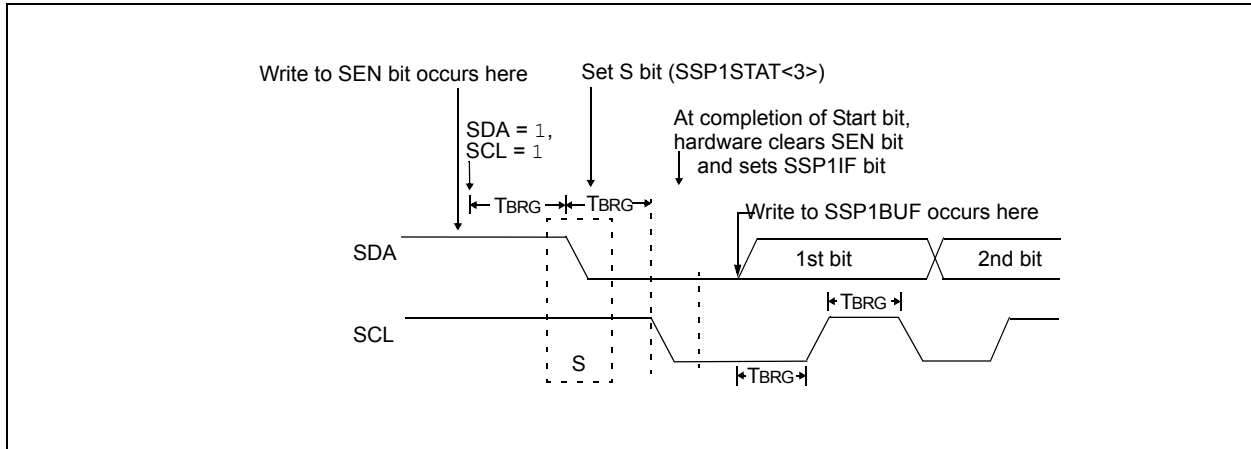 Write to SEN bit occurs here
Set S bit (SSP1STAT<3>)
SDA = 1,
SCL = 1
At completion of Start bit,
hardware clears SEN bit
and sets SSP1IF bit
TBRG
TBRG
Write to SSP1BUF occurs here
SDA
1st bit
2nd bit
TBRG
SCL
S
TBRG